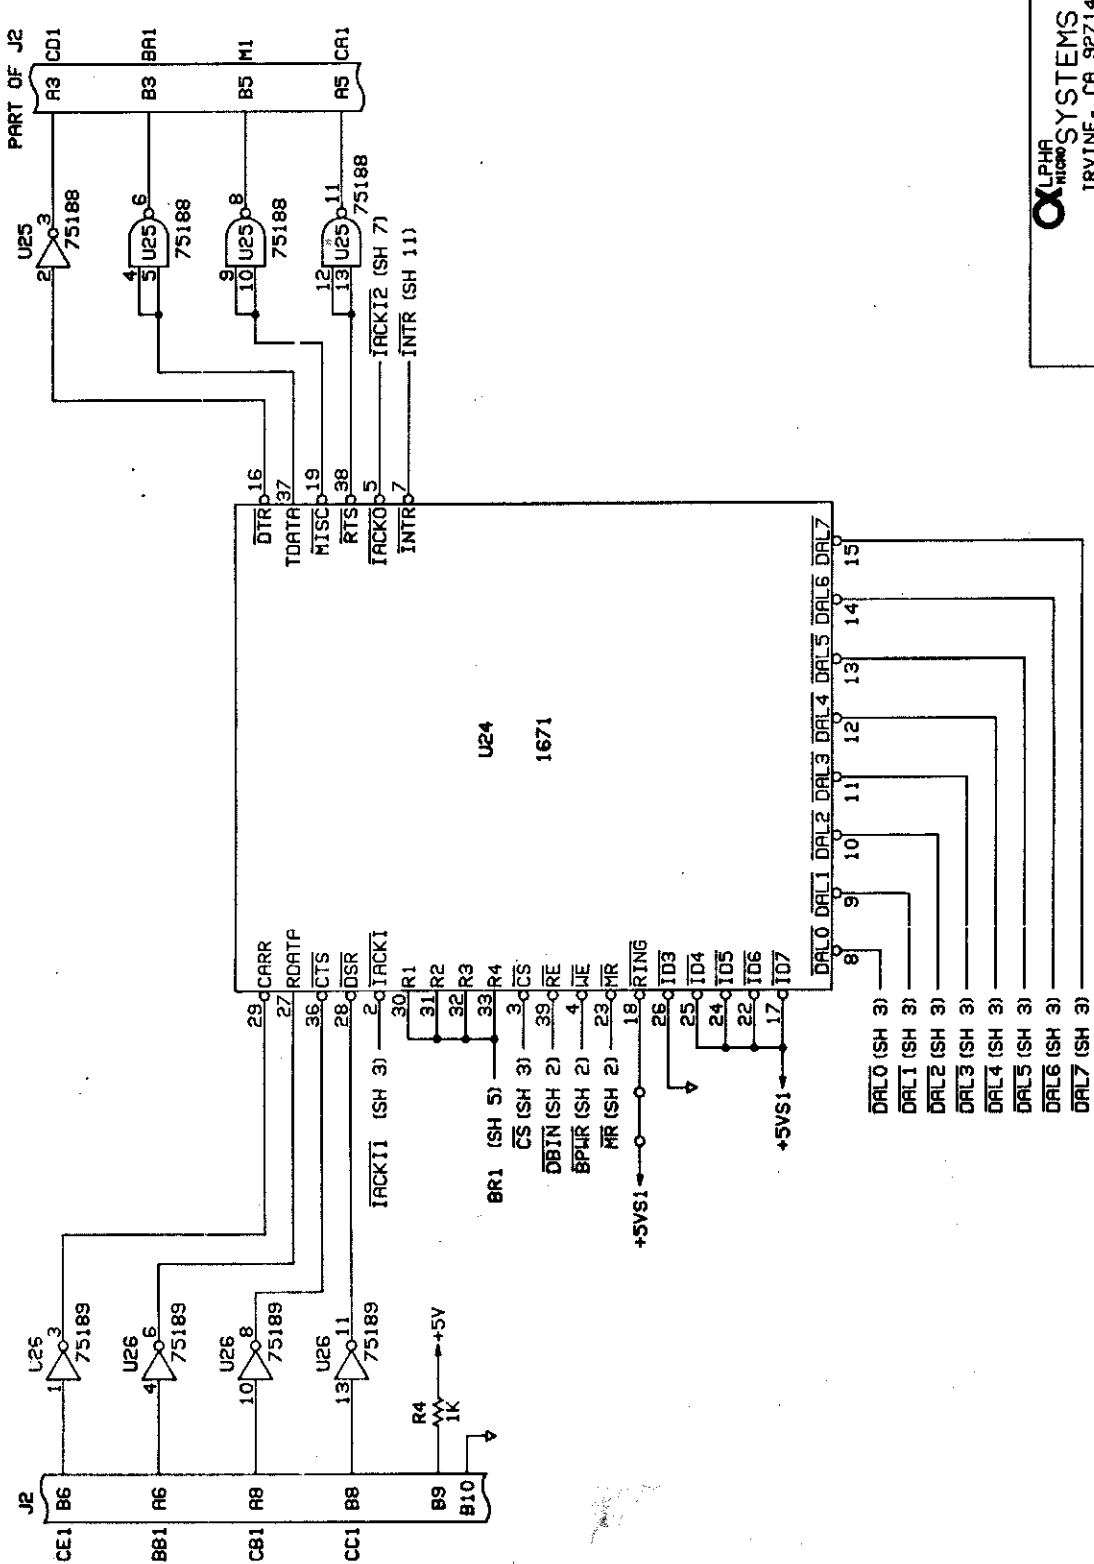 PART OF J2
A3 CD1
B3 BA1
B5 M1
A5 CA1
U25
2 3
75188
4
5 U25 6
75188
9
10 U25 8
75188
12
13 U25 11
75188
DTR 16
TDATA 37
MISC 19
RTS 38
IACKO 5 IACKI2 (SH 7)
INTR 7 INTR (SH 11)
U24
1671
29 CARR
27 RDATA
36 CTS
28 DSR
IACKI1 (SH 3) 2 IACKI
30 R1
31 R2
32 R3
BR1 (SH 5) 33 R4
CS (SH 3) 3 CS
DBIN (SH 2) 39 RE
BPWR (SH 2) 4 WE
MR (SH 2) 23 MR
+5VS1 18 RING
26 ID3
25 ID4
24 ID5
22 ID6
+5VS1 17 ID7
DAL0 DAL1 DAL2 DAL3 DAL4 DAL5 DAL6 DAL7
8 9 10 11 12 13 14 15
DAL0 (SH 3)
DAL1 (SH 3)
DAL2 (SH 3)
DAL3 (SH 3)
DAL4 (SH 3)
DAL5 (SH 3)
DAL6 (SH 3)
DAL7 (SH 3)
J2
CE1 B6
BB1 A6
CB1 A8
CC1 B8
B9
B10
1 U26 3
75189
4 U26 6
75189
10 U26 8
75189
13 U26 11
75189
R4
1K
+5V
ALPHA
MICRO SYSTEMS
IRVINE, CA 92714